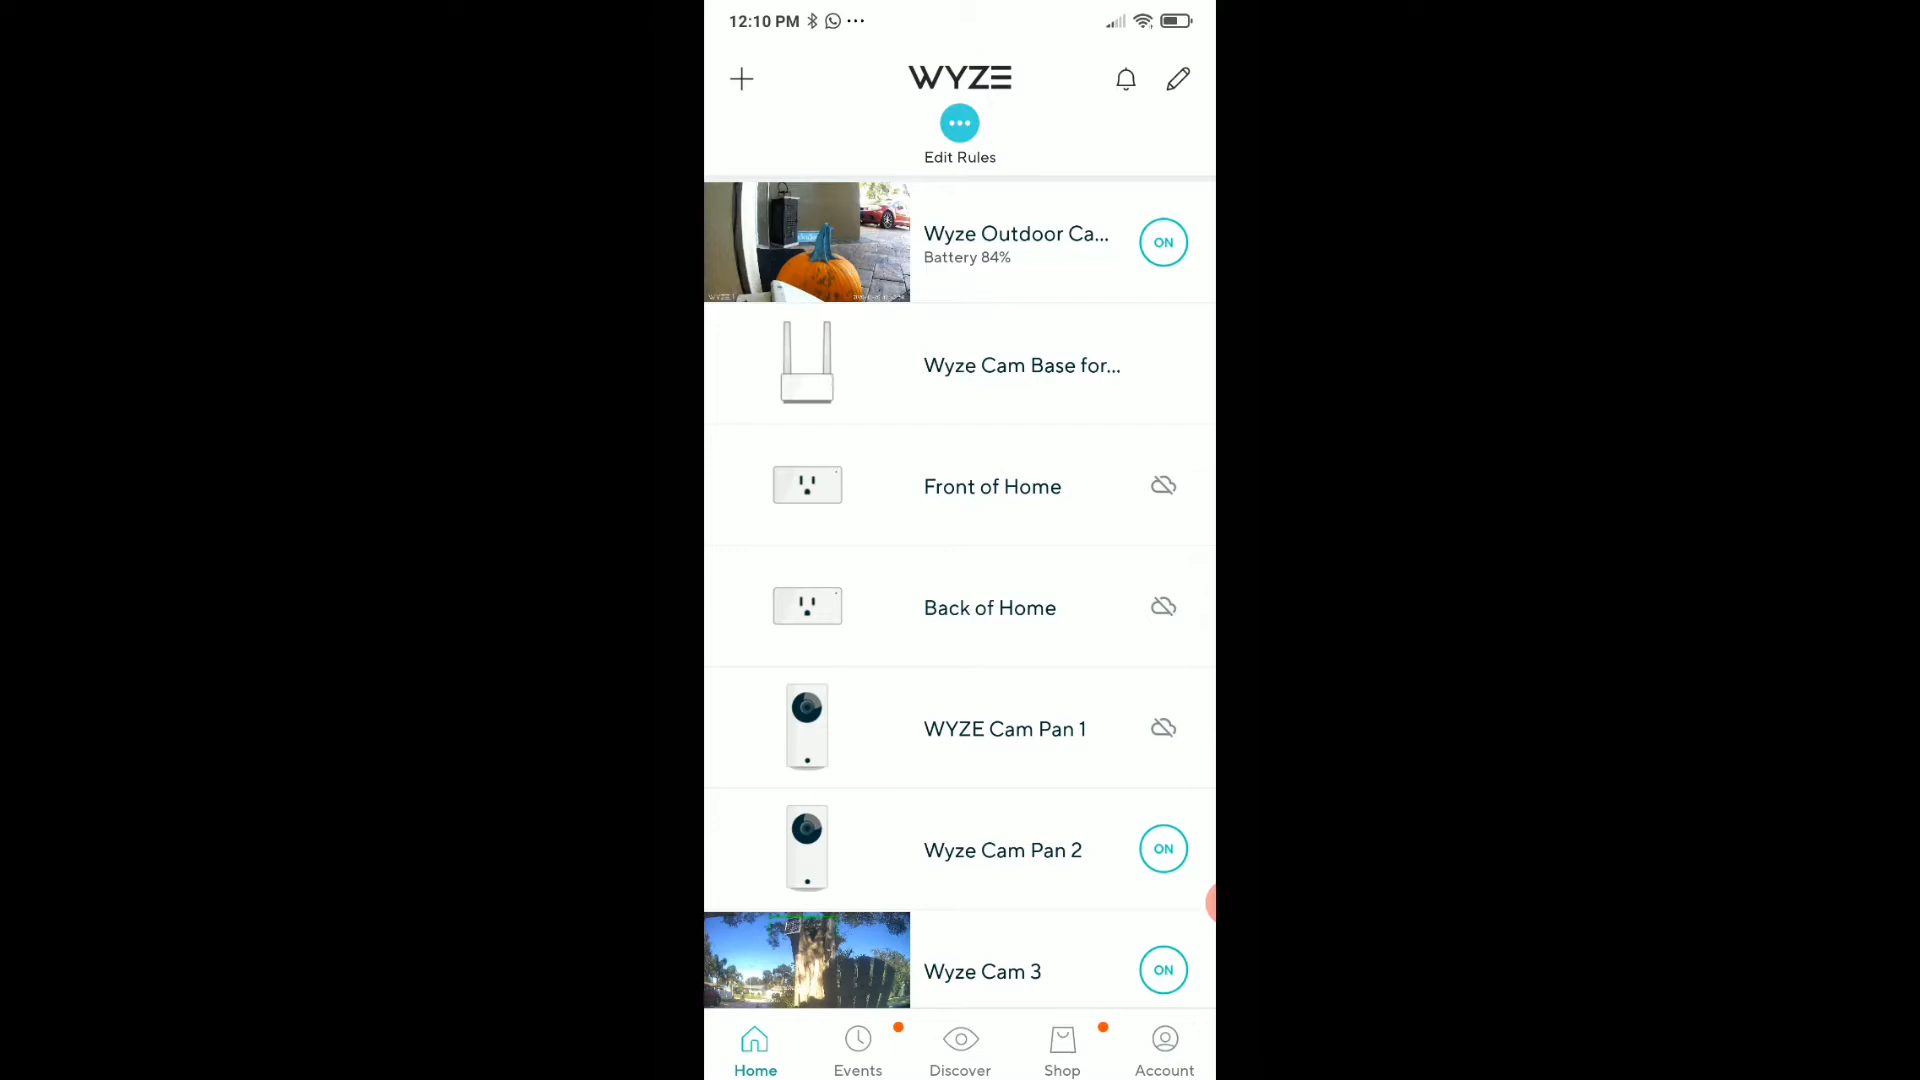 12:10 PM
WYZE
Edit Rules
Wyze Outdoor Ca...
ON
Battery 84%
WYZE
Wyze Cam Base for...
Front of Home
Back of Home
WYZE Cam Pan 1
Wyze Cam Pan 2
ON
Wyze Cam 3
ON
Home
Events
Discover
Shop
Account